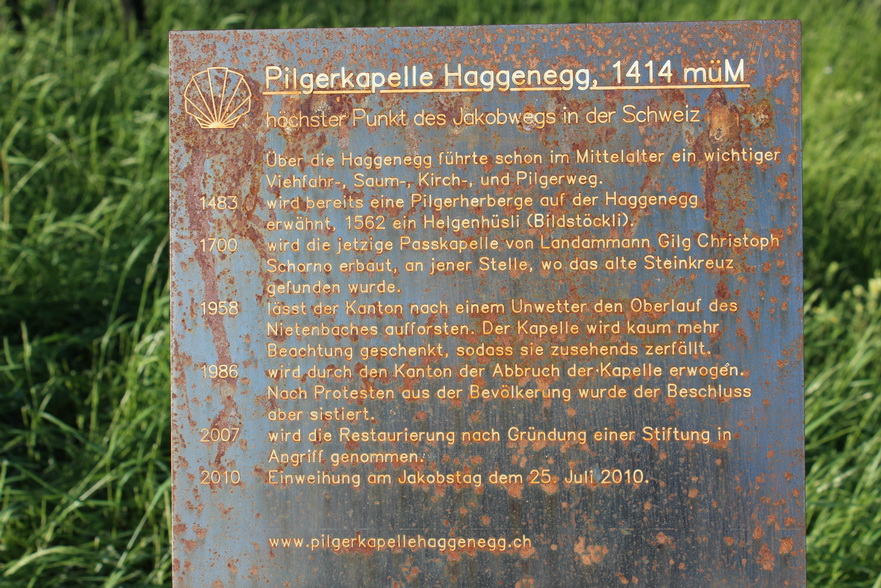 Pilgerkapelle Haggenegg, 1414 müM
höchster Punkt des Jakobwegs in der Schweiz
Über die Haggenegg führte schon im Mittelalter ein wichtiger
Viehfahr-, Saum-, Kirch-, und Pilgerweg.
1483 wird bereits eine Pilgerherberge auf der Haggenegg
erwähnt, 1562 ein Helgenhüsli (Bildstöckli).
1700 wird die jetzige Passkapelle von Landammann Gilg Christoph
Schorno erbaut, an jener Stelle, wo das alte Steinkreuz
gefunden wurde.
1958 lässt der Kanton nach einem Unwetter den Oberlauf des
Nietenbaches aufforsten. Der Kapelle wird kaum mehr
Beachtung geschenkt, sodass sie zusehends zerfällt.
1986 wird durch den Kanton der Abbruch der Kapelle erwogen.
Nach Protesten aus der Bevölkerung wurde der Beschluss
aber sistiert.
2007 wird die Restaurierung nach Gründung einer Stiftung in
Angriff genommen.
2010 Einweihung am Jakobstag dem 25. Juli 2010.
www.pilgerkapellehaggenegg.ch